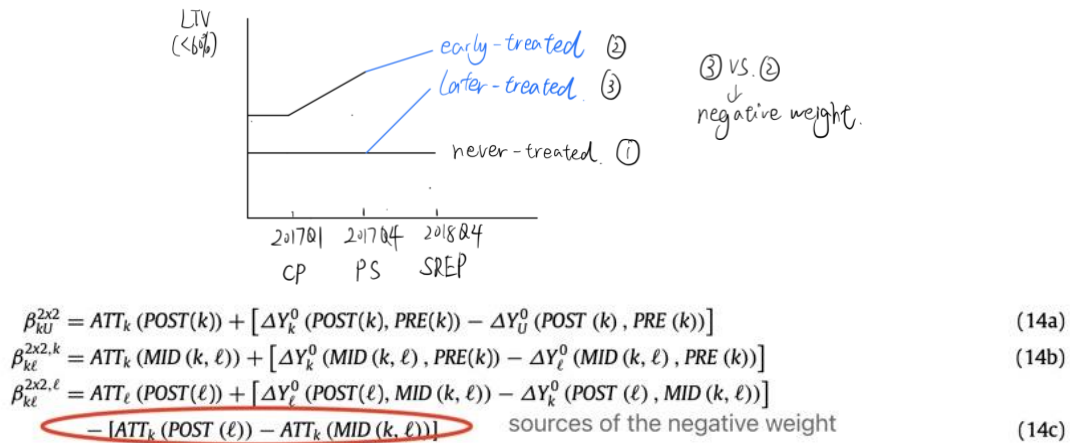 LTV
(<60%)
early-treated ②
later-treated. ③
never-treated. ①
③ VS. ②
↓
negative weight.
2017Q1 2017Q4 2018Q4
CP PS SREP
β_{kU}^{2x2} = ATT_k (POST(k)) + [ΔY_k^0 (POST(k), PRE(k)) − ΔY_U^0 (POST (k) , PRE (k))] (14a)
β_{kℓ}^{2x2,k} = ATT_k (MID (k, ℓ)) + [ΔY_k^0 (MID (k, ℓ) , PRE(k)) − ΔY_ℓ^0 (MID (k, ℓ) , PRE (k))] (14b)
β_{kℓ}^{2x2,ℓ} = ATT_ℓ (POST(ℓ)) + [ΔY_ℓ^0 (POST(ℓ), MID (k, ℓ)) − ΔY_k^0 (POST (ℓ) , MID (k, ℓ))]
− [ATT_k (POST (ℓ)) − ATT_k (MID (k, ℓ))] sources of the negative weight (14c)